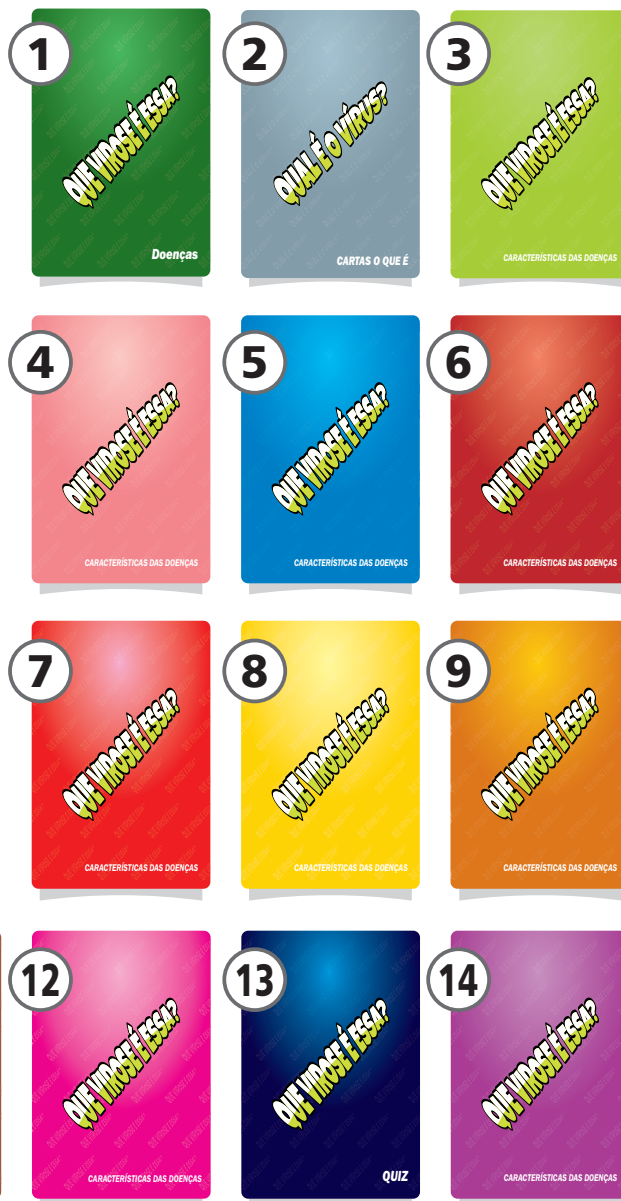 1
QUE VIROSE É ESSA?
Doenças
2
QUAL É O VÍRUS?
CARTAS O QUE É
3
QUE VIROSE É ESSA?
CARACTERÍSTICAS DAS DOENÇAS
4
QUE VIROSE É ESSA?
CARACTERÍSTICAS DAS DOENÇAS
5
QUE VIROSE É ESSA?
CARACTERÍSTICAS DAS DOENÇAS
6
QUE VIROSE É ESSA?
CARACTERÍSTICAS DAS DOENÇAS
7
QUE VIROSE É ESSA?
CARACTERÍSTICAS DAS DOENÇAS
8
QUE VIROSE É ESSA?
CARACTERÍSTICAS DAS DOENÇAS
9
QUE VIROSE É ESSA?
CARACTERÍSTICAS DAS DOENÇAS
12
QUE VIROSE É ESSA?
CARACTERÍSTICAS DAS DOENÇAS
13
QUE VIROSE É ESSA?
QUIZ
14
QUE VIROSE É ESSA?
CARACTERÍSTICAS DAS DOENÇAS